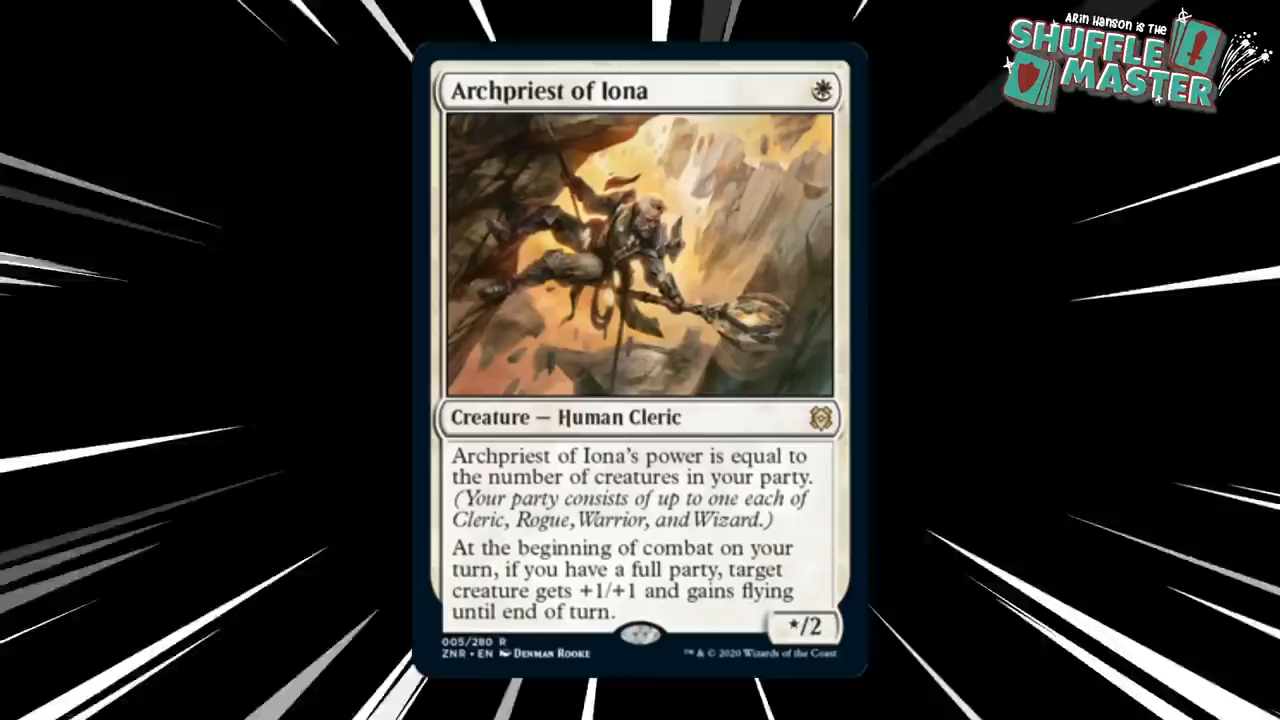 ARIN HANSON IS THE
SHUFFLE
MASTER
Archpriest of Iona
Creature — Human Cleric
Archpriest of Iona's power is equal to
the number of creatures in your party.
(Your party consists of up to one each of
Cleric, Rogue, Warrior, and Wizard.)
At the beginning of combat on your
turn, if you have a full party, target
creature gets +1/+1 and gains flying
until end of turn.
*/2
005/280 R
ZNR • EN DENMAN ROOKE
™ & © 2020 Wizards of the Coast